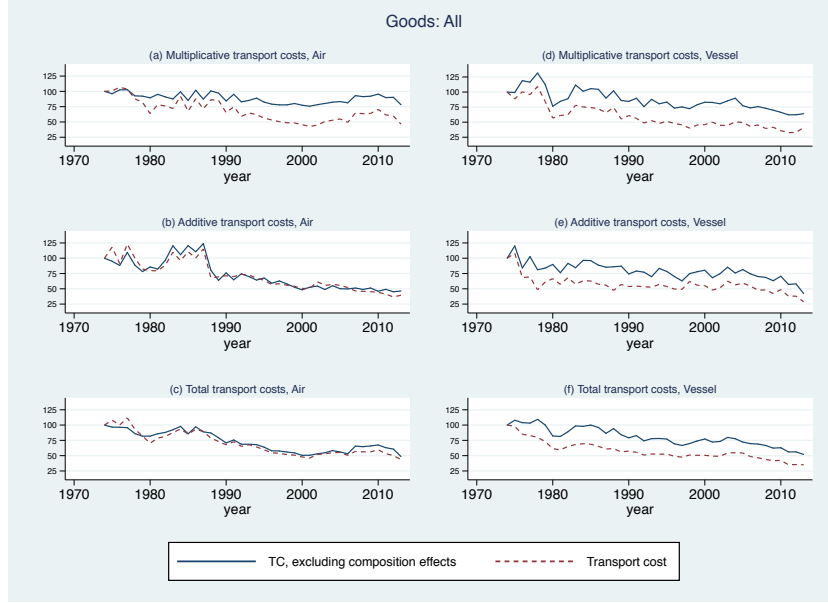 Goods: All
(a) Multiplicative transport costs, Air
125
100
75
50
25
1970 1980 1990 2000 2010
year
(d) Multiplicative transport costs, Vessel
125
100
75
50
25
1970 1980 1990 2000 2010
year
(b) Additive transport costs, Air
125
100
75
50
25
1970 1980 1990 2000 2010
year
(e) Additive transport costs, Vessel
125
100
75
50
25
1970 1980 1990 2000 2010
year
(c) Total transport costs, Air
125
100
75
50
25
1970 1980 1990 2000 2010
year
(f) Total transport costs, Vessel
125
100
75
50
25
1970 1980 1990 2000 2010
year
TC, excluding composition effects Transport cost